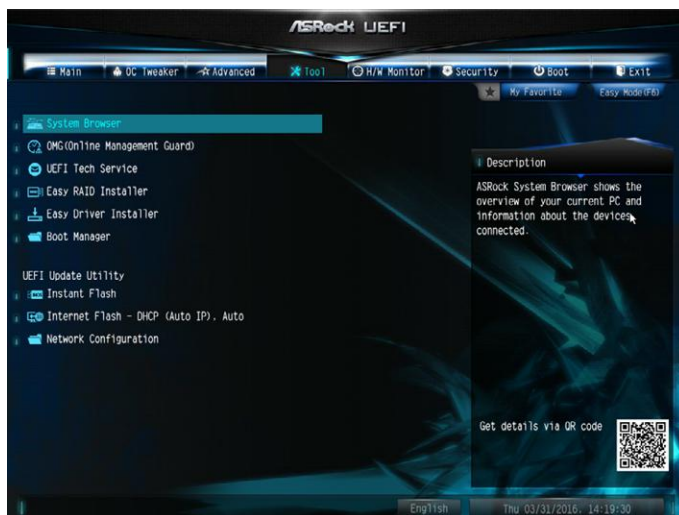 ASRock UEFI
Main OC Tweaker Advanced Tool H/W Monitor Security Boot Exit
My Favorite Easy Mode(F6)
System Browser
OMG(Online Management Guard)
UEFI Tech Service
Easy RAID Installer
Easy Driver Installer
Boot Manager
UEFI Update Utility
Instant Flash
Internet Flash - DHCP (Auto IP). Auto
Network Configuration
Description
ASRock System Browser shows the
overview of your current PC and
information about the devices
connected.
Get details via QR code
English Thu 03/31/2016. 14:19:30